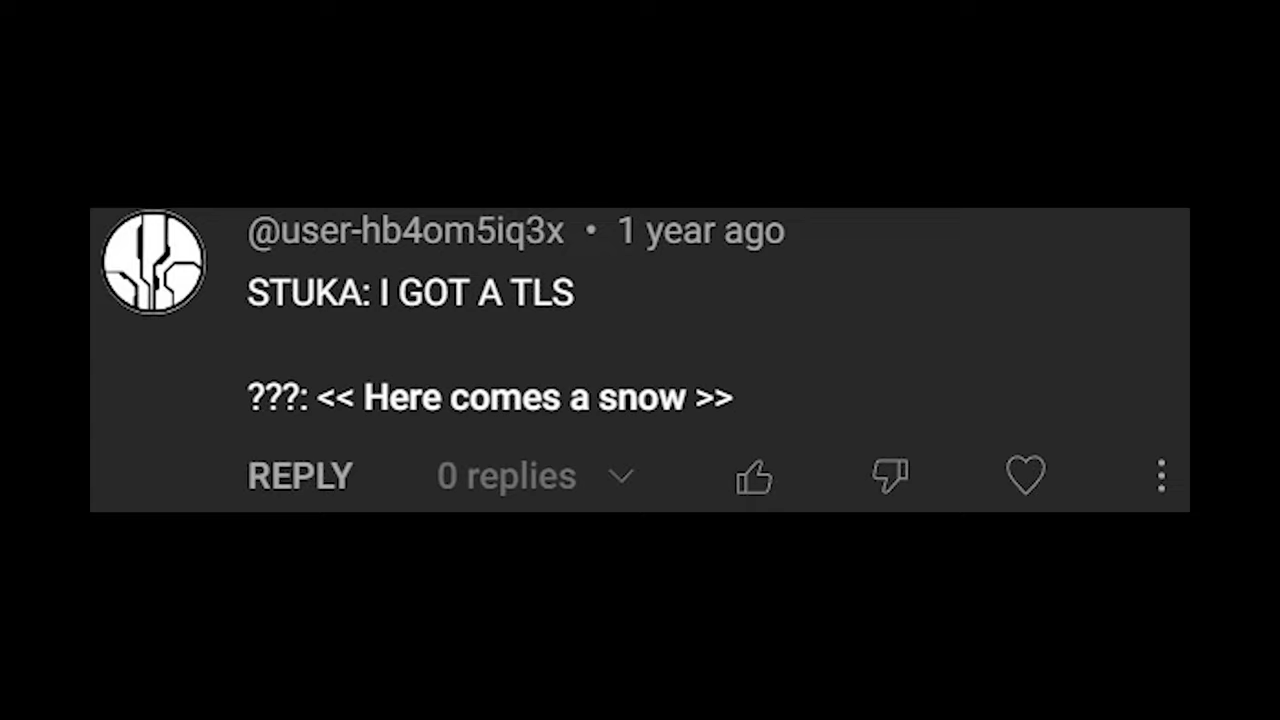 @user-hb4om5iq3x • 1 year ago
STUKA: I GOT A TLS
???: << Here comes a snow >>
REPLY 0 replies